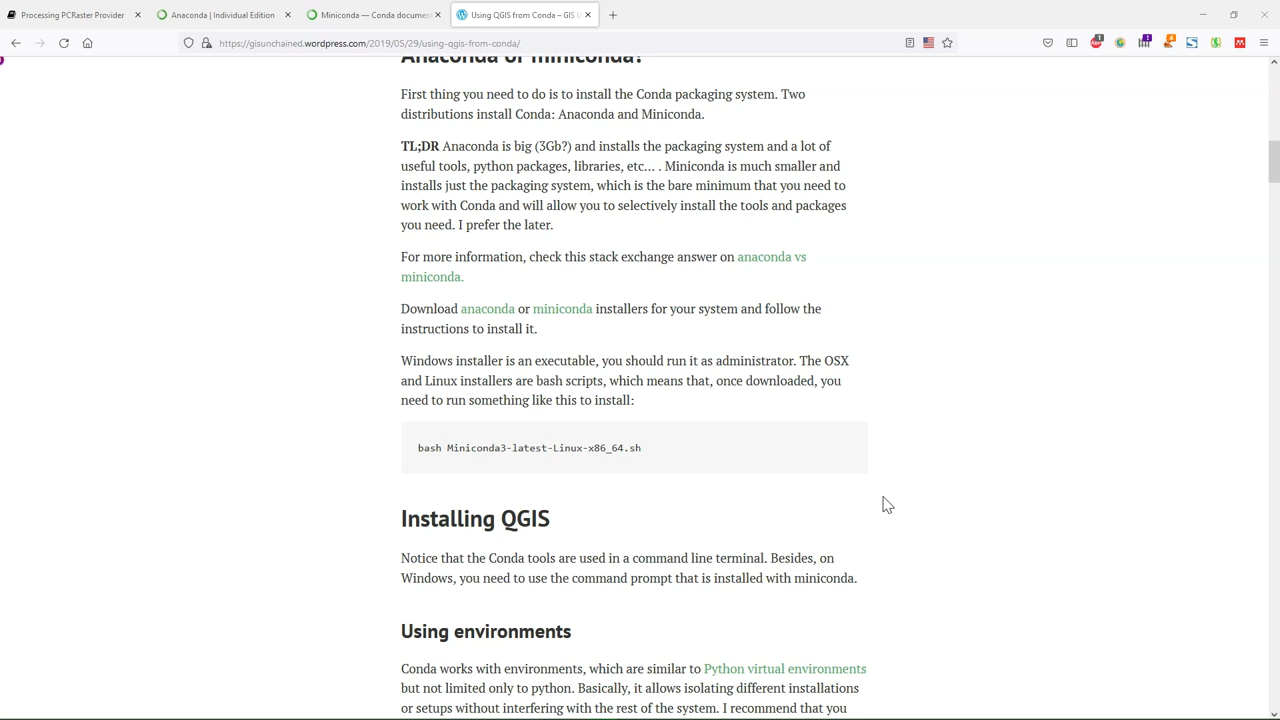 Processing PCRaster Provider
Anaconda | Individual Edition
Miniconda — Conda document
Using QGIS from Conda – GIS U
https://gisunchained.wordpress.com/2019/05/29/using-qgis-from-conda/
Anaconda or miniconda?
First thing you need to do is to install the Conda packaging system. Two
distributions install Conda: Anaconda and Miniconda.
TL;DR Anaconda is big (3Gb?) and installs the packaging system and a lot of
useful tools, python packages, libraries, etc… . Miniconda is much smaller and
installs just the packaging system, which is the bare minimum that you need to
work with Conda and will allow you to selectively install the tools and packages
you need. I prefer the later.
For more information, check this stack exchange answer on anaconda vs
miniconda.
Download anaconda or miniconda installers for your system and follow the
instructions to install it.
Windows installer is an executable, you should run it as administrator. The OSX
and Linux installers are bash scripts, which means that, once downloaded, you
need to run something like this to install:
bash Miniconda3-latest-Linux-x86_64.sh
Installing QGIS
Notice that the Conda tools are used in a command line terminal. Besides, on
Windows, you need to use the command prompt that is installed with miniconda.
Using environments
Conda works with environments, which are similar to Python virtual environments
but not limited only to python. Basically, it allows isolating different installations
or setups without interfering with the rest of the system. I recommend that you